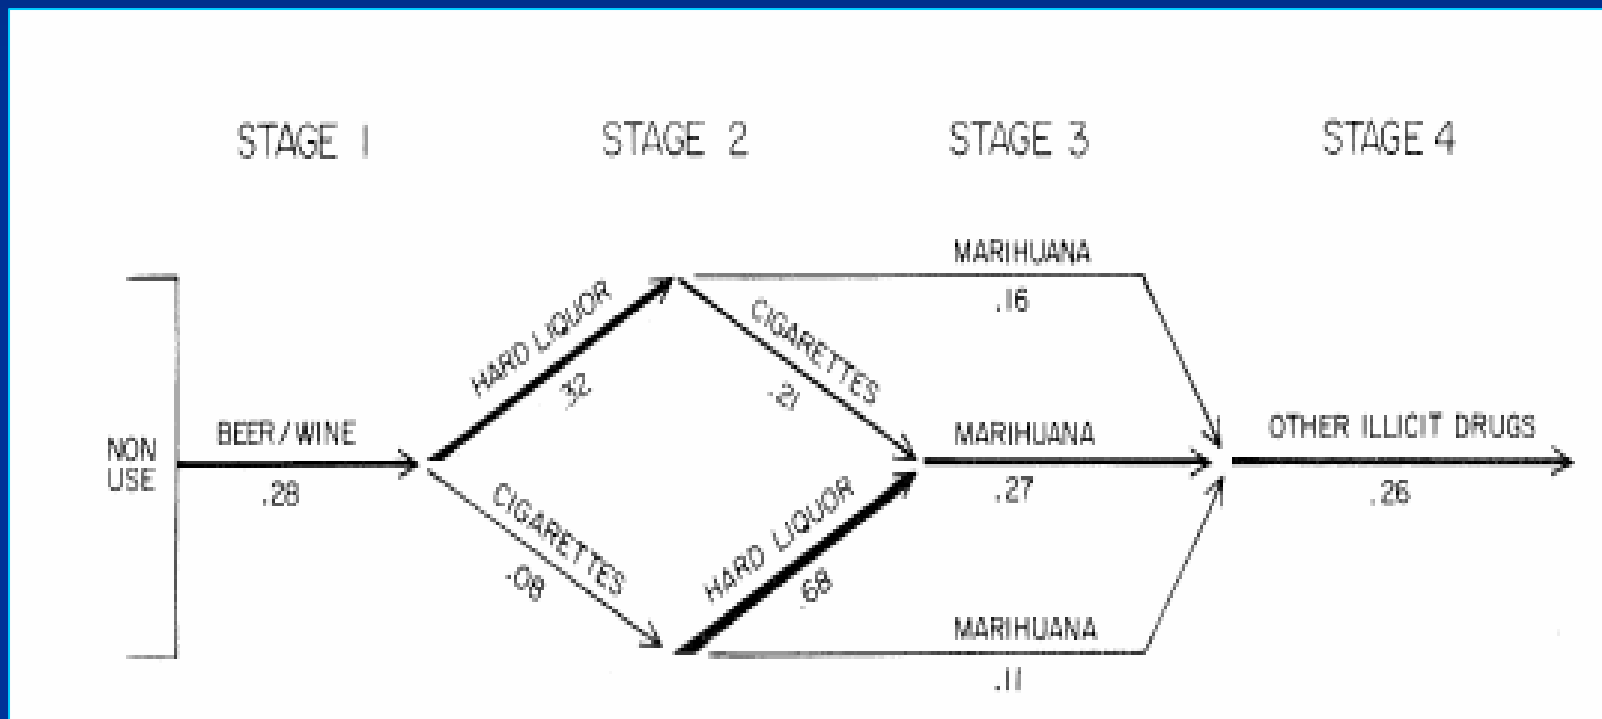 STAGE 1
STAGE 2
STAGE 3
STAGE 4
NON
USE
BEER/WINE
.28
HARD LIQUOR
.32
CIGARETTES
.08
MARIHUANA
.16
CIGARETTES
.21
HARD LIQUOR
.68
MARIHUANA
.27
MARIHUANA
.11
OTHER ILLICIT DRUGS
.26